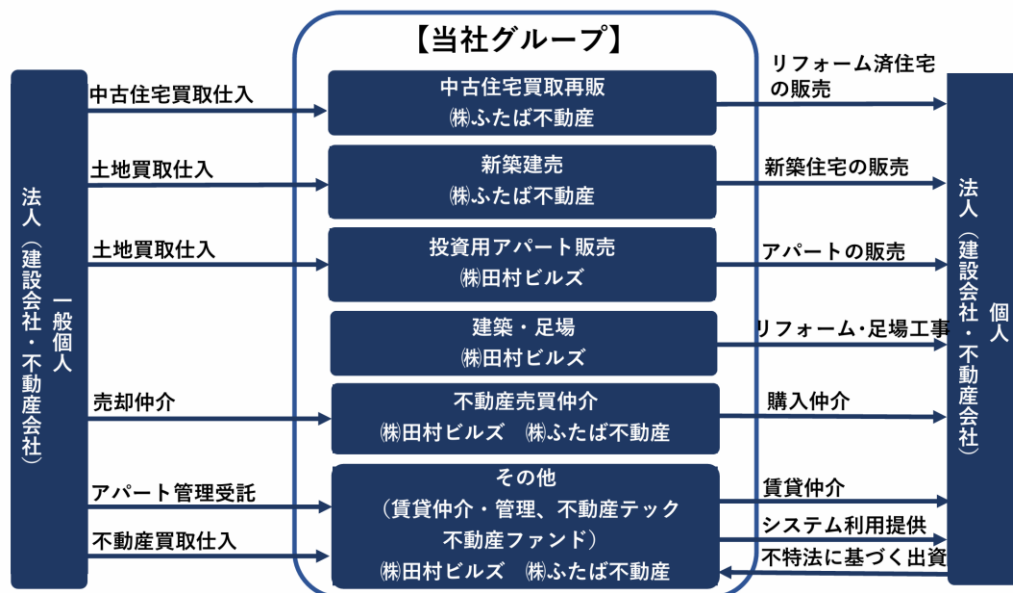 【当社グループ】
一般個人
法人（建設会社・不動産会社）
中古住宅買取仕入
中古住宅買取再販
㈱ふたば不動産
リフォーム済住宅
の販売
土地買取仕入
新築建売
㈱ふたば不動産
新築住宅の販売
土地買取仕入
投資用アパート販売
㈱田村ビルズ
アパートの販売
建築・足場
㈱田村ビルズ
リフォーム・足場工事
売却仲介
不動産売買仲介
㈱田村ビルズ　㈱ふたば不動産
購入仲介
アパート管理受託
不動産買取仕入
その他
（賃貸仲介・管理、不動産テック
不動産ファンド）
㈱田村ビルズ　㈱ふたば不動産
賃貸仲介
システム利用提供
不特法に基づく出資
個人
法人（建設会社・不動産会社）